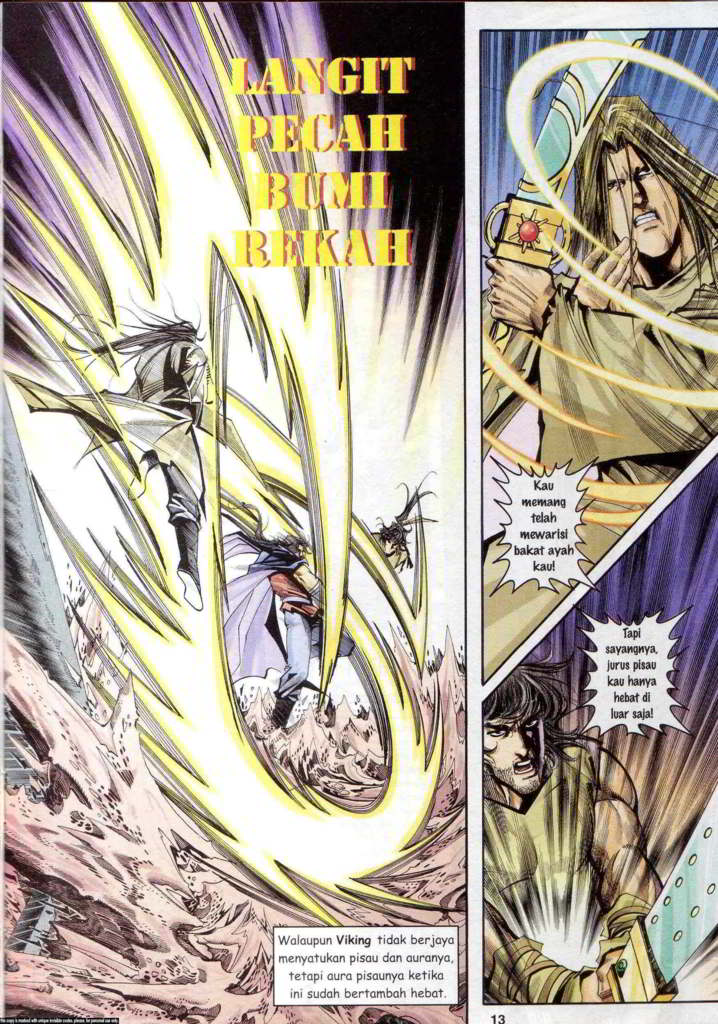 LANGIT
PECAH
BUMI
REKAH
Kau
memang
telah
mewarisi
bakat ayah
kau!
Tapi
sayangnya,
jurus pisau
kau hanya
hebat di
luar saja!
Walaupun Viking tidak berjaya
menyatukan pisau dan auranya,
tetapi aura pisaunya ketika
ini sudah bertambah hebat.
13